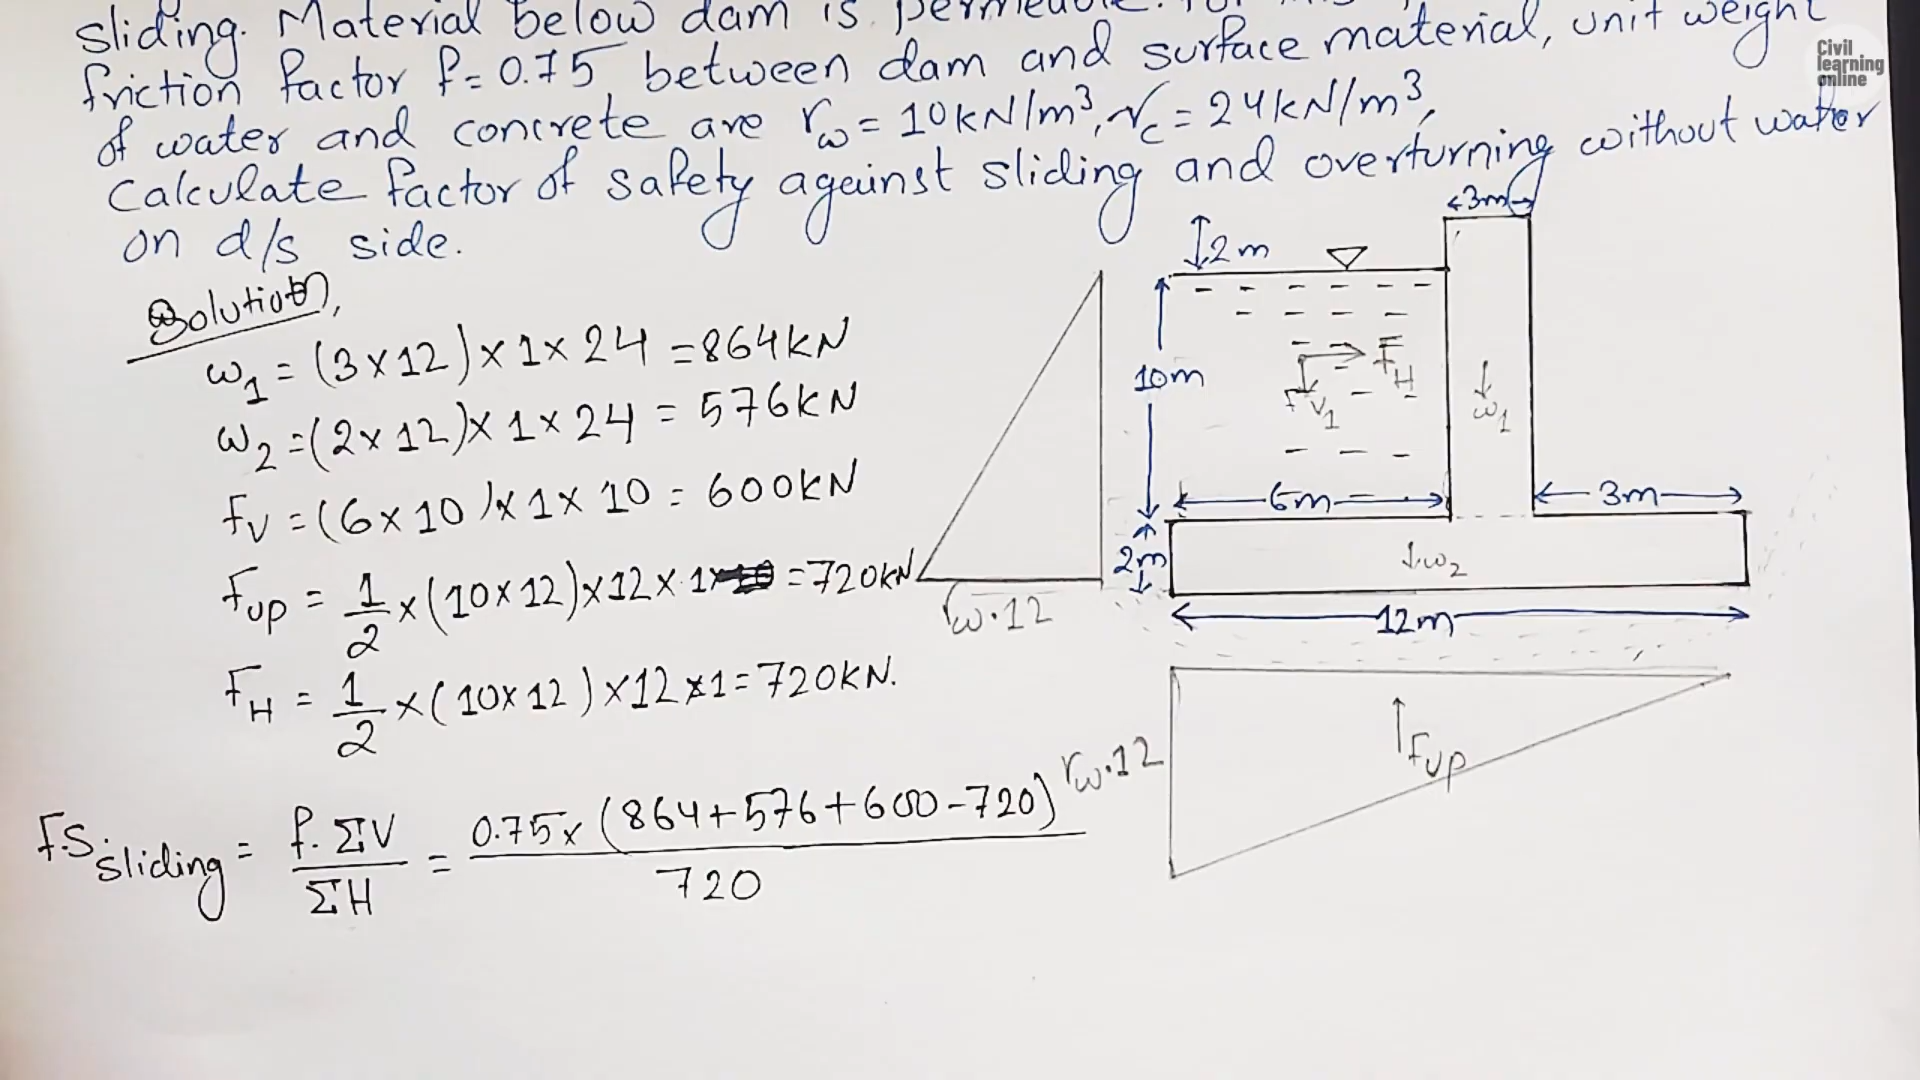 sliding. Material below dam is permeable.
friction factor f = 0.75 between dam and surface material, unit weight
of water and concrete are rw = 10kN/m³, rc = 24kN/m³,
Calculate factor of safety against sliding and overturning without water
on d/s side.
Civil
learning
online
Solution,
w1 = (3×12)×1×24 = 864kN
w2 = (2×12)×1×24 = 576kN
Fv = (6×10)×1×10 = 600kN
Fup = 1/2 ×(10×12)×12×1 = 720kN
FH = 1/2 ×(10×12)×12×1 = 720kN.
F.S. sliding = f.ΣV/ΣH = 0.75×(864+576+600-720)/720
3m
2m
10m
FH
Fv1
w1
6m
3m
2m
w2
12m
rw.12
rw.12
Fup